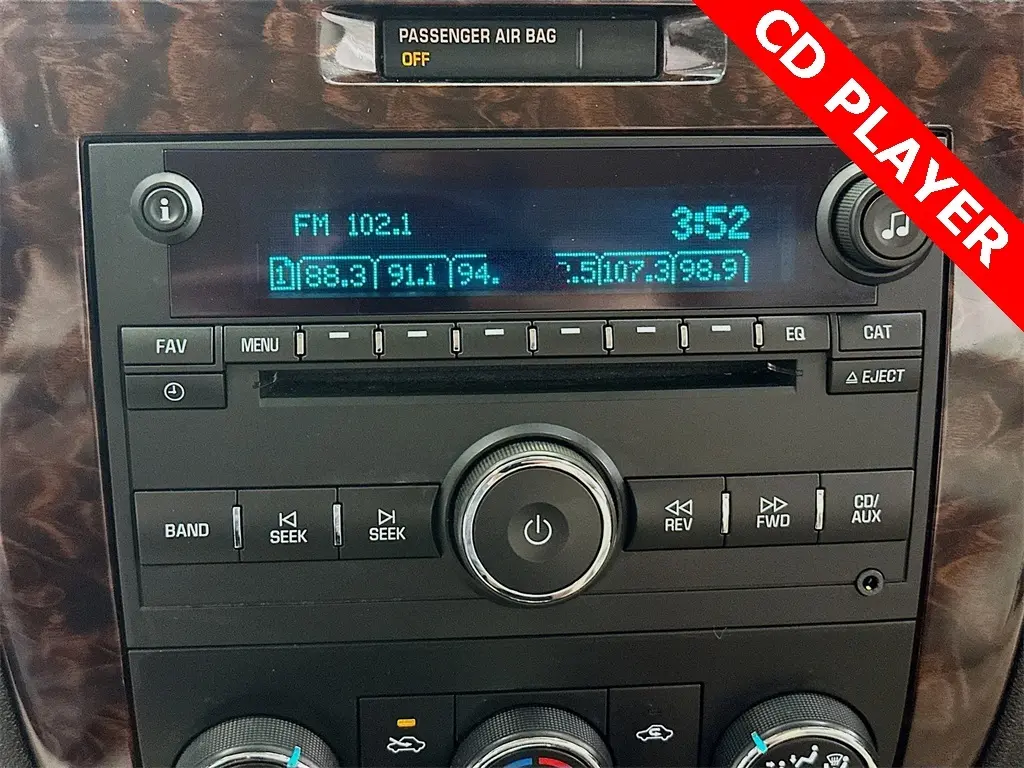 PASSENGER AIR BAG
OFF
CD PLAYER
i
FM 102.1
3:52
1 88.3 91.1 94. .5 107.3 98.9
FAV
MENU
EQ
CAT
EJECT
BAND
SEEK
SEEK
REV
FWD
CD/
AUX